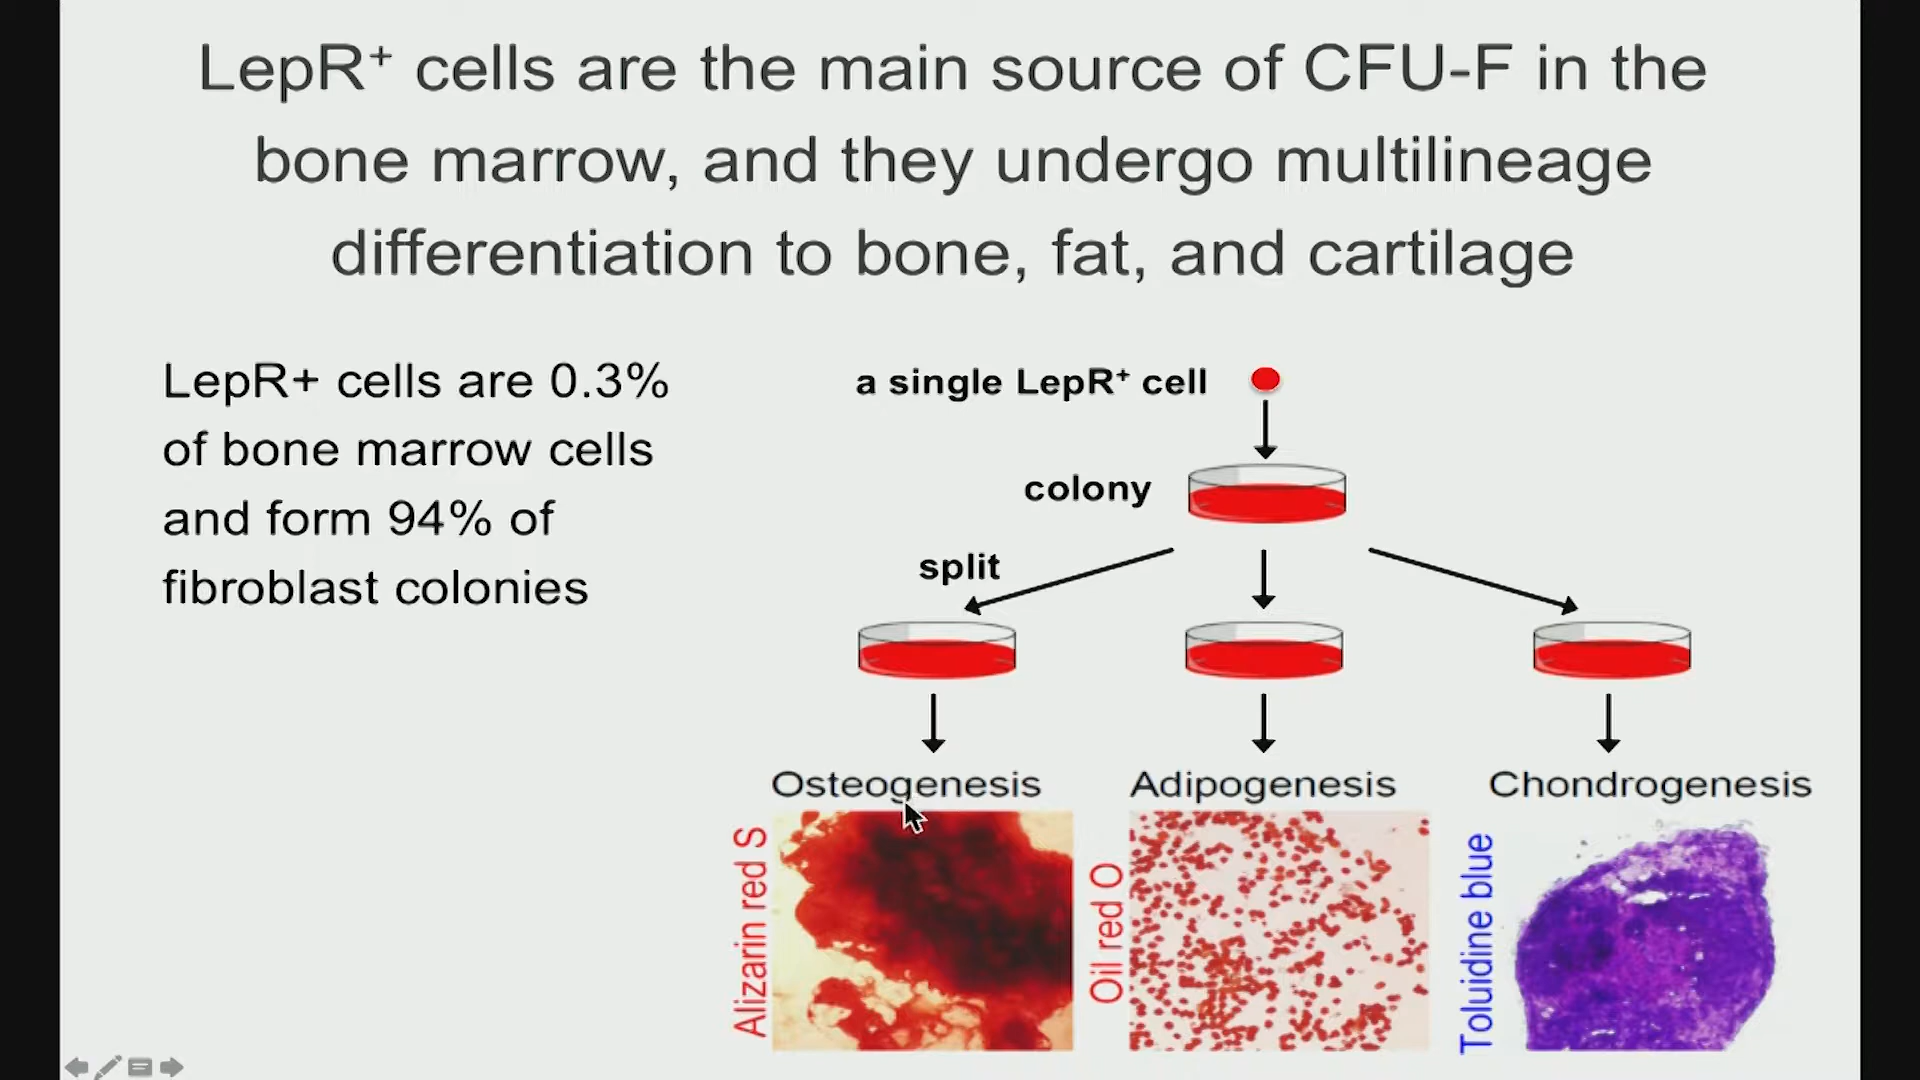 LepR⁺ cells are the main source of CFU-F in the
bone marrow, and they undergo multilineage
differentiation to bone, fat, and cartilage
LepR+ cells are 0.3%
of bone marrow cells
and form 94% of
fibroblast colonies
a single LepR⁺ cell
colony
split
Osteogenesis
Adipogenesis
Chondrogenesis
Alizarin red S
Oil red O
Toluidine blue